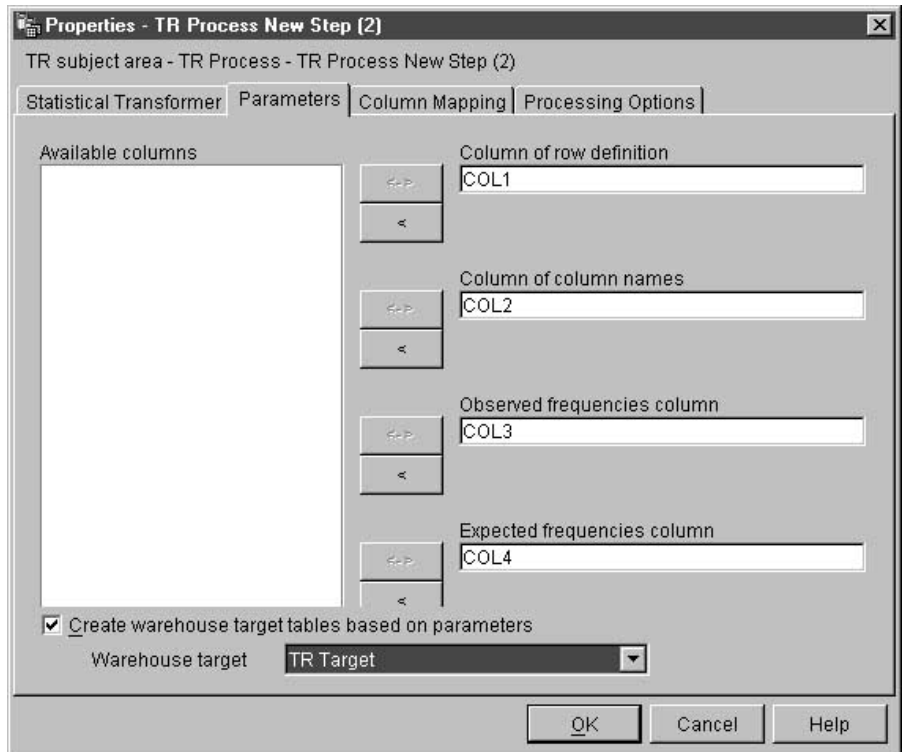 Properties - TR Process New Step (2)
TR subject area - TR Process - TR Process New Step (2)
Statistical Transformer Parameters Column Mapping Processing Options
Available columns
Column of row definition
<->
COL1
<
Column of column names
<->
COL2
<
Observed frequencies column
<->
COL3
<
Expected frequencies column
<->
COL4
<
Create warehouse target tables based on parameters
Warehouse target TR Target
OK Cancel Help